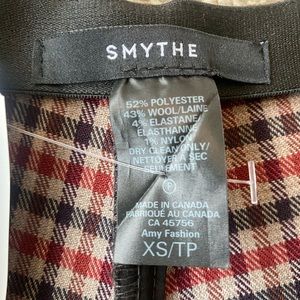 SMYTHE
52% POLYESTER
43% WOOL/LAINE
4% ELASTANE/
ELASTHANNE
1% NYLON
DRY CLEAN ONLY/
NETTOYER A SEC
SEULEMENT
P
MADE IN CANADA
FABRIQUÉ AU CANADA
CA 45756
Amy Fashion
XS/TP